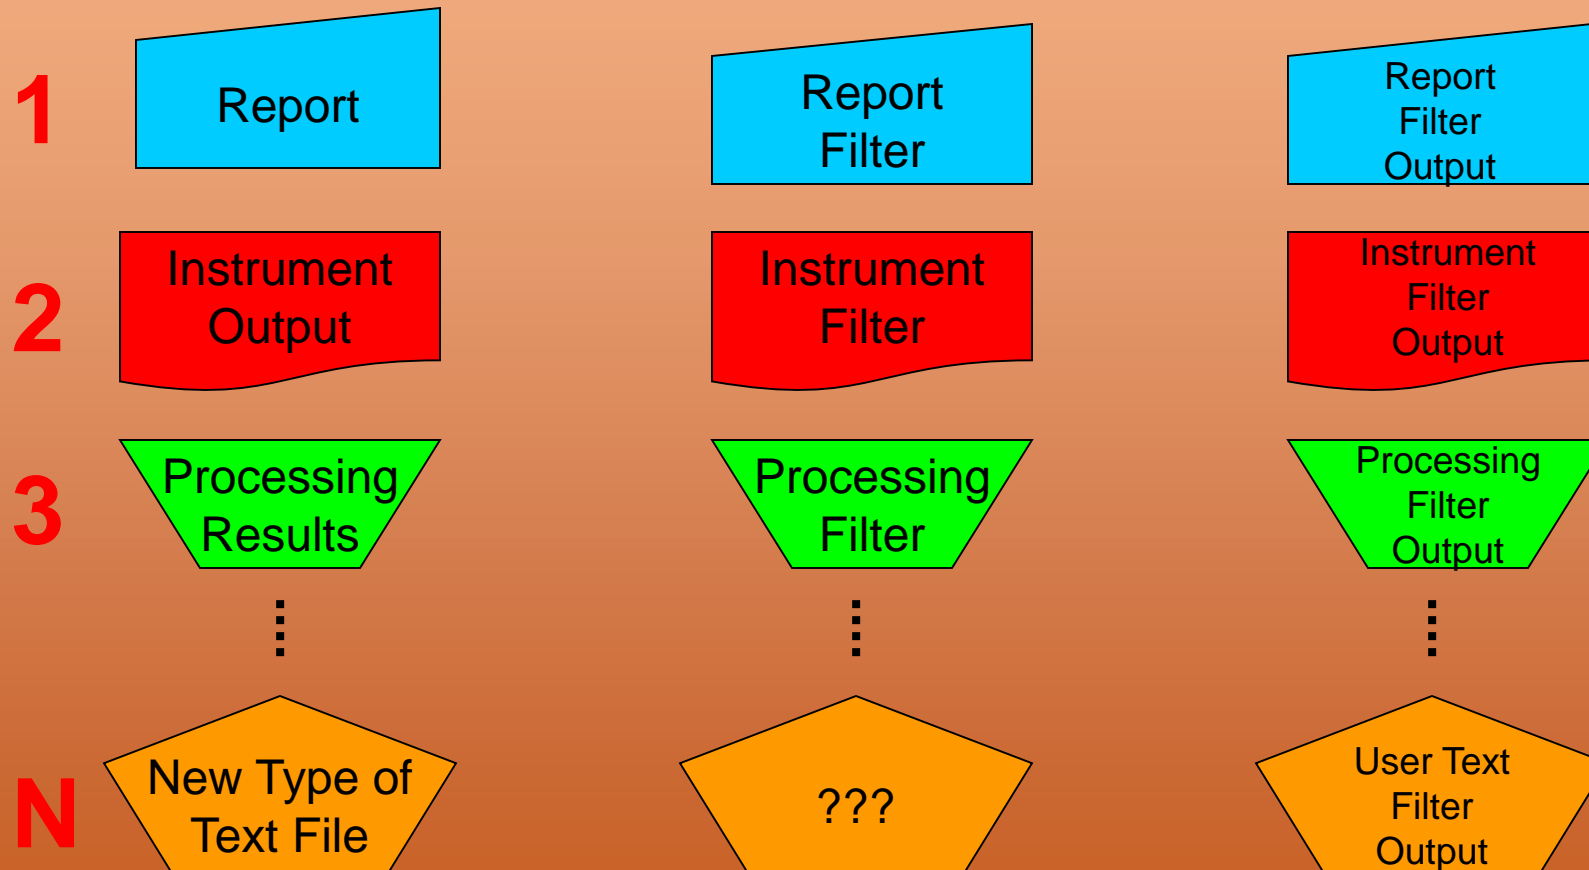 1
Report
Report
Filter
Report
Filter
Output
2
Instrument
Output
Instrument
Filter
Instrument
Filter
Output
3
Processing
Results
Processing
Filter
Processing
Filter
Output
N
New Type of
Text File
???
User Text
Filter
Output